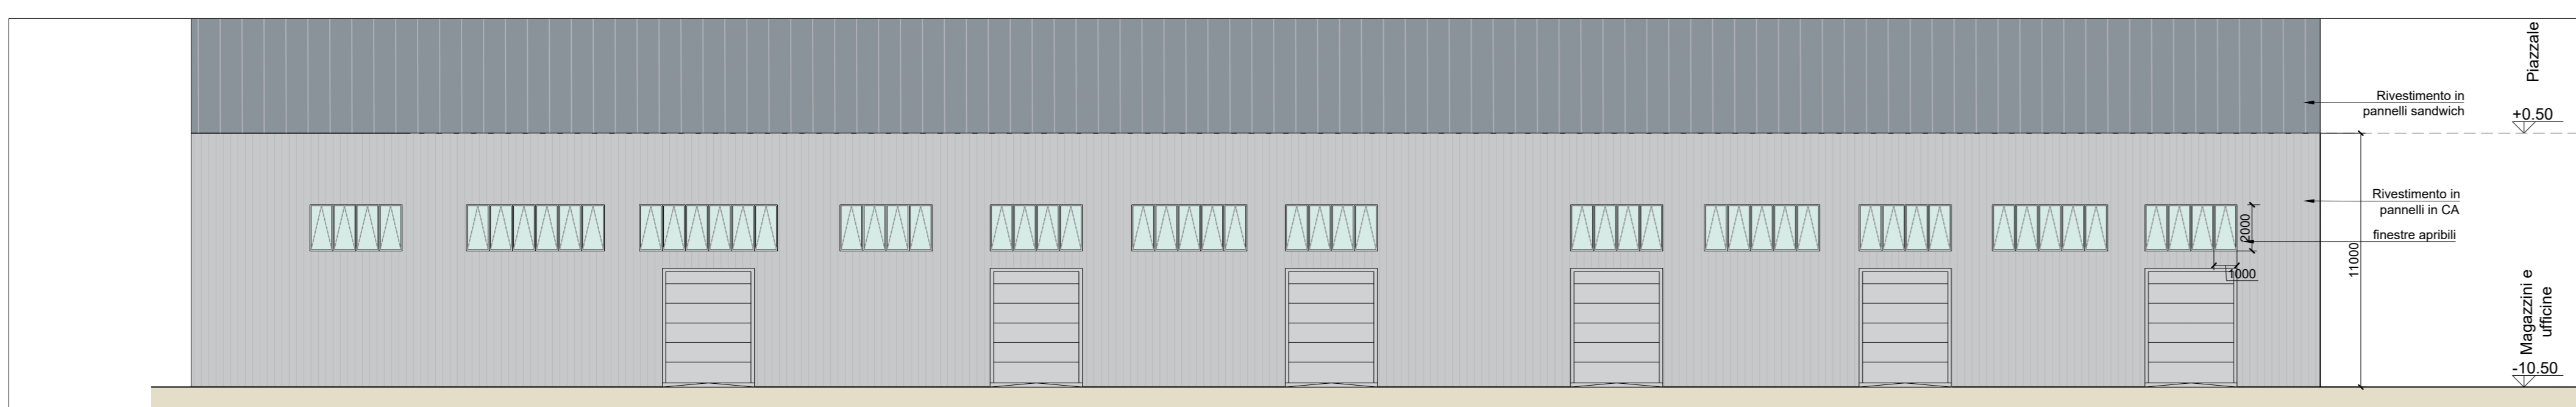 Piazzale
Rivestimento in
pannelli sandwich
+0.50
Rivestimento in
pannelli in CA
finestre apribili
2000
1000
11000
Magazzini e
ufficine
-10.50